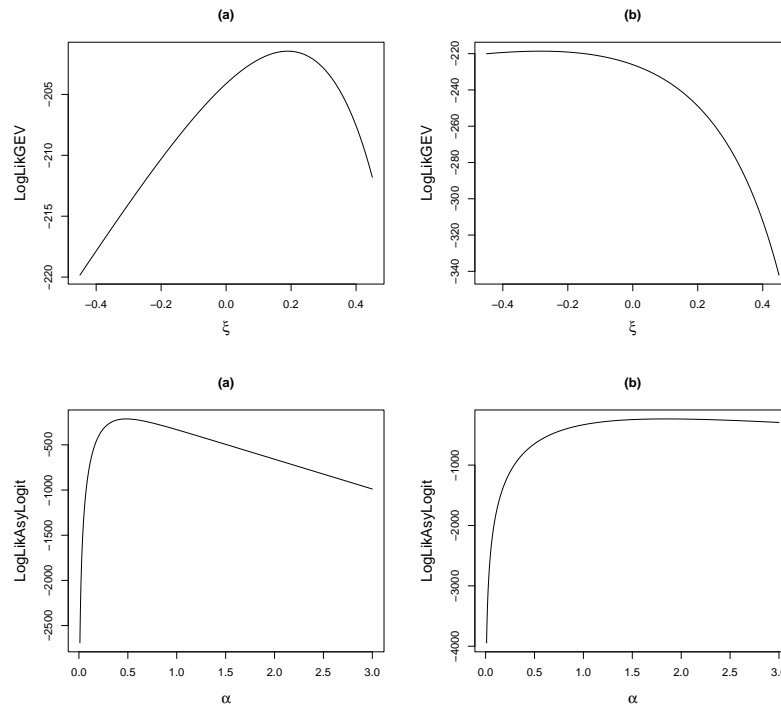 (a)
LogLikGEV
−205
−210
−215
−220
−0.4 −0.2 0.0 0.2 0.4
ξ
(b)
LogLikGEV
−220
−240
−260
−280
−300
−320
−340
−0.4 −0.2 0.0 0.2 0.4
ξ
(a)
LogLikAsyLogit
−500
−1000
−1500
−2000
−2500
0.0 0.5 1.0 1.5 2.0 2.5 3.0
α
(b)
LogLikAsyLogit
−1000
−2000
−3000
−4000
0.0 0.5 1.0 1.5 2.0 2.5 3.0
α